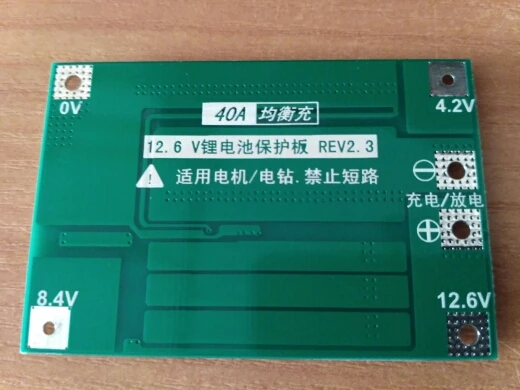 0V
4.2V
40A 均衡充
12.6 V锂电池保护板 REV2.3
适用电机/电钻.禁止短路
充电/放电
8.4V
12.6V